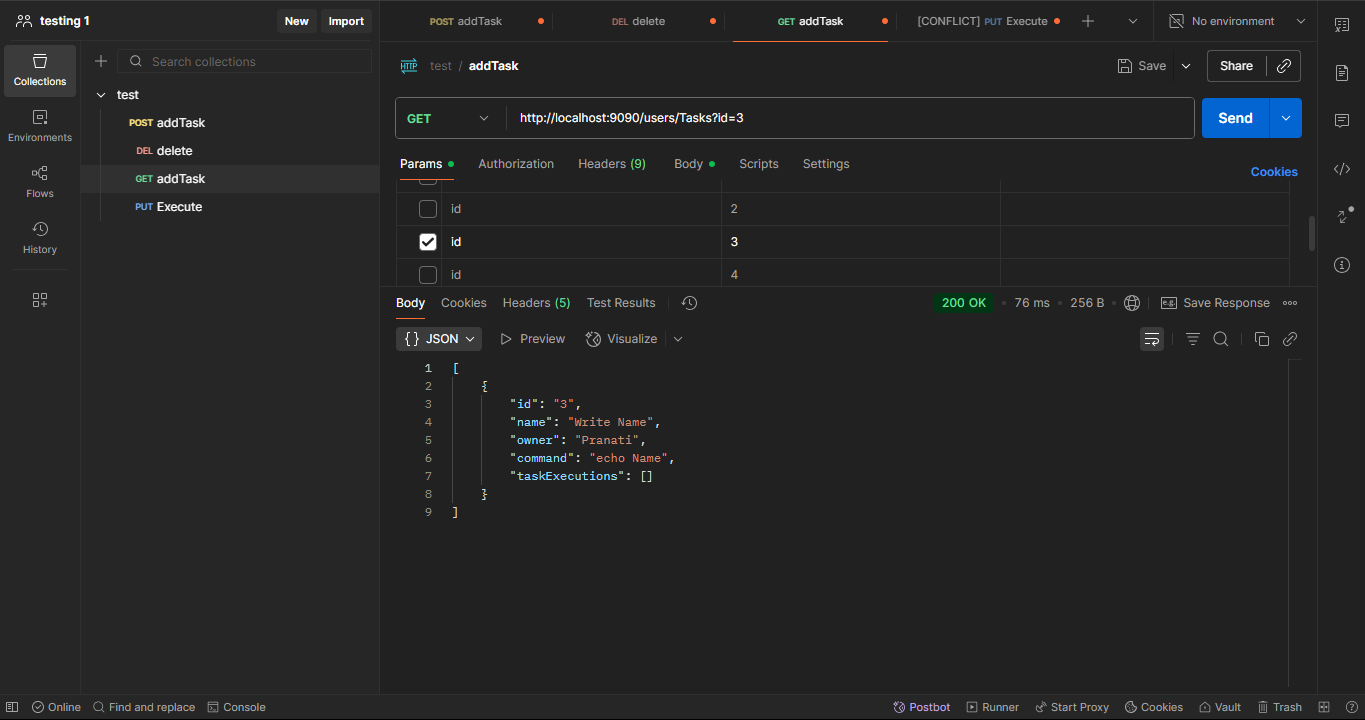 testing 1
New
Import
POST addTask
DEL delete
GET addTask
[CONFLICT] PUT Execute
No environment
Collections
Environments
Flows
History
Search collections
test
POST addTask
DEL delete
GET addTask
PUT Execute
HTTP test / addTask
Save
Share
GET
http://localhost:9090/users/Tasks?id=3
Send
Params
Authorization
Headers (9)
Body
Scripts
Settings
Cookies
id 2
id 3
id 4
Body
Cookies
Headers (5)
Test Results
200 OK
76 ms
256 B
e.g. Save Response
{} JSON
Preview
Visualize
1 [
2 {
3 "id": "3",
4 "name": "Write Name",
5 "owner": "Pranati",
6 "command": "echo Name",
7 "taskExecutions": []
8 }
9 ]
Online
Find and replace
Console
Postbot
Runner
Start Proxy
Cookies
Vault
Trash